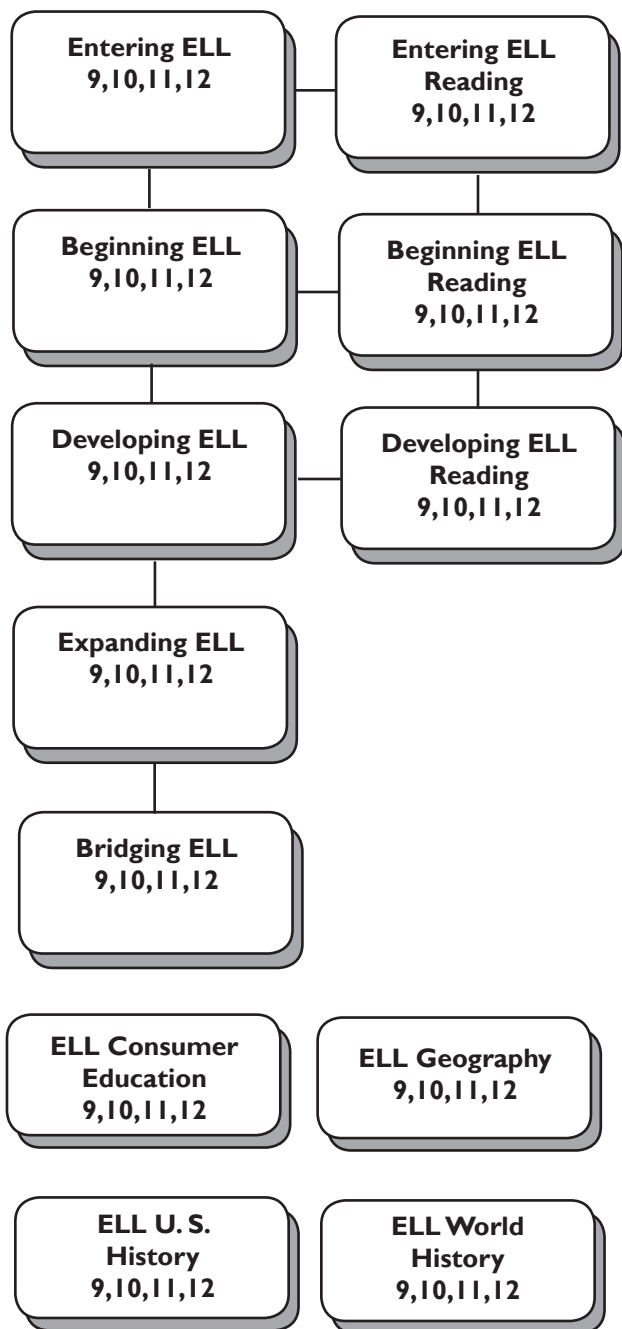 Entering ELL
9,10,11,12
Entering ELL
Reading
9,10,11,12
Beginning ELL
9,10,11,12
Beginning ELL
Reading
9,10,11,12
Developing ELL
9,10,11,12
Developing ELL
Reading
9,10,11,12
Expanding ELL
9,10,11,12
Bridging ELL
9,10,11,12
ELL Consumer
Education
9,10,11,12
ELL Geography
9,10,11,12
ELL U. S.
History
9,10,11,12
ELL World
History
9,10,11,12